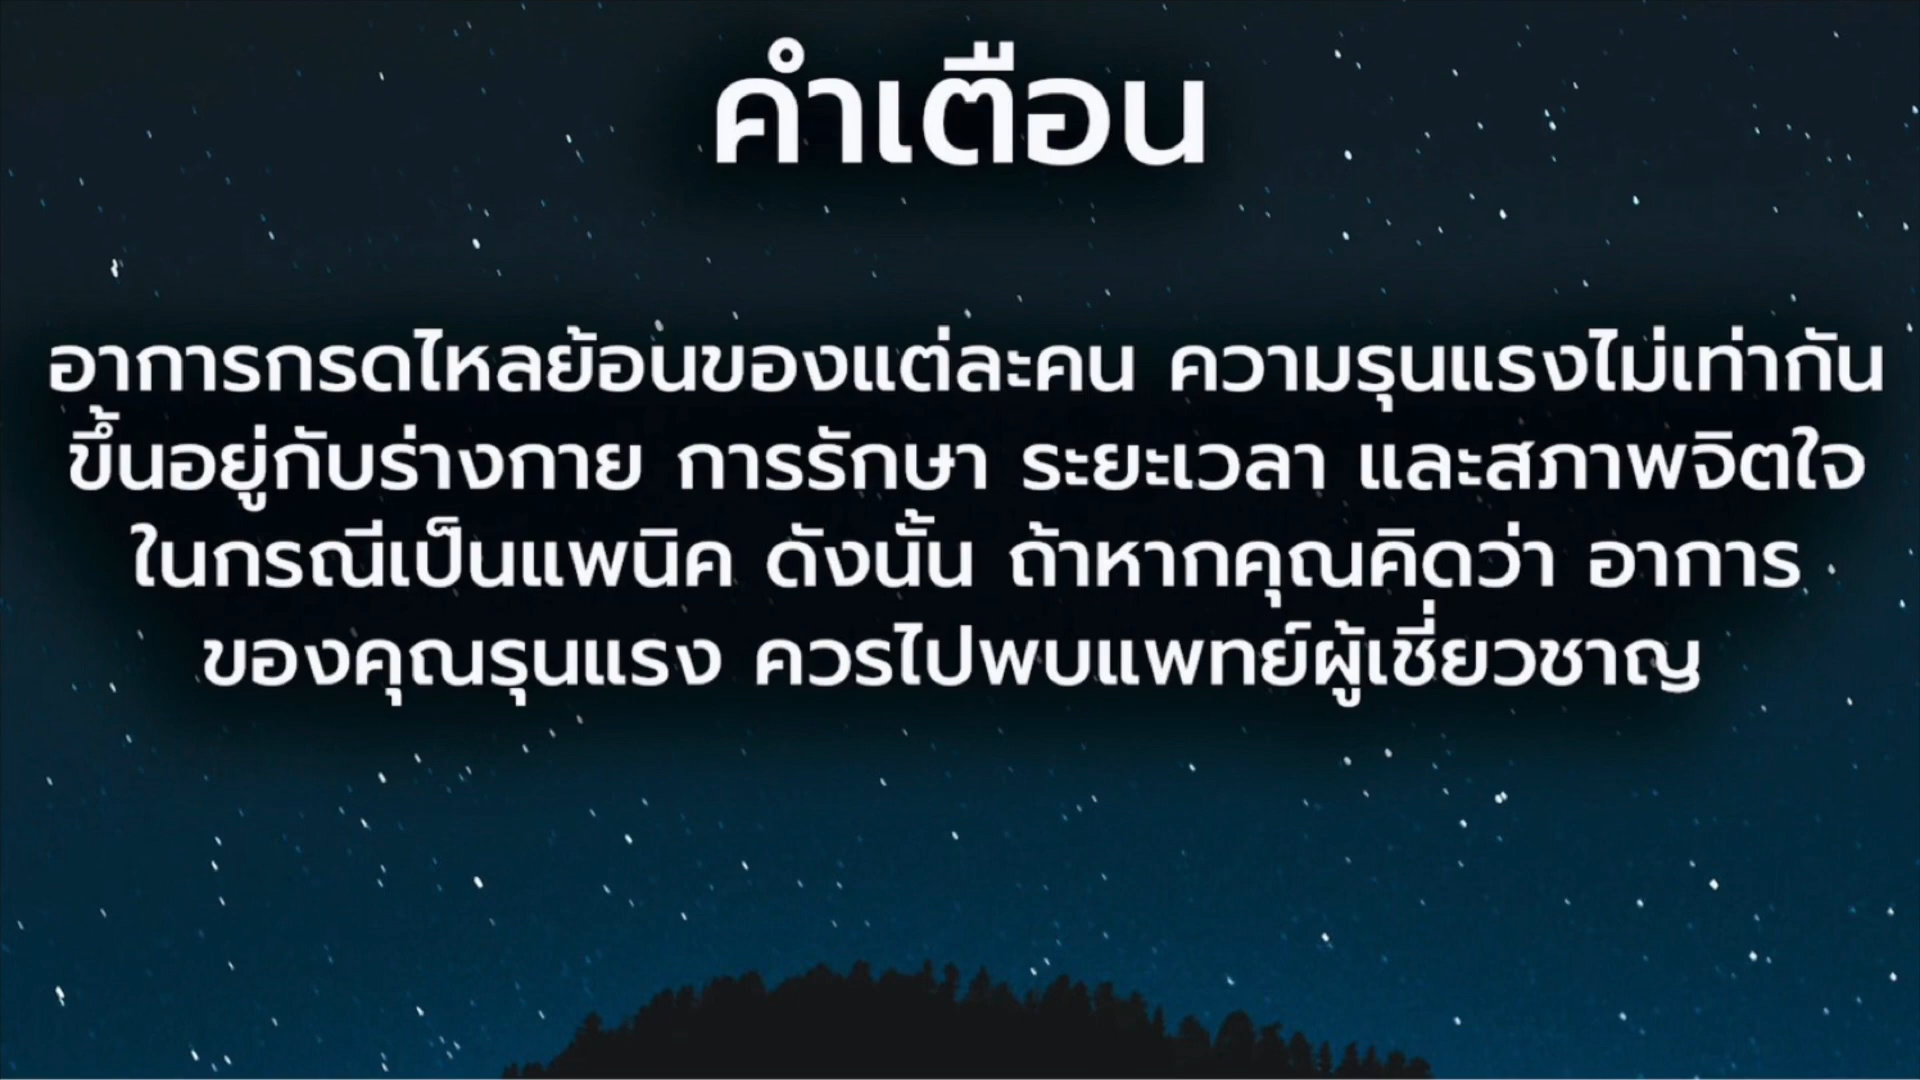 คำเตือน
อาการกรดไหลย้อนของแต่ละคน ความรุนแรงไม่เท่ากัน
ขึ้นอยู่กับร่างกาย การรักษา ระยะเวลา และสภาพจิตใจ
ในกรณีเป็นแพนิค ดังนั้น ถ้าหากคุณคิดว่า อาการ
ของคุณรุนแรง ควรไปพบแพทย์ผู้เชี่ยวชาญ